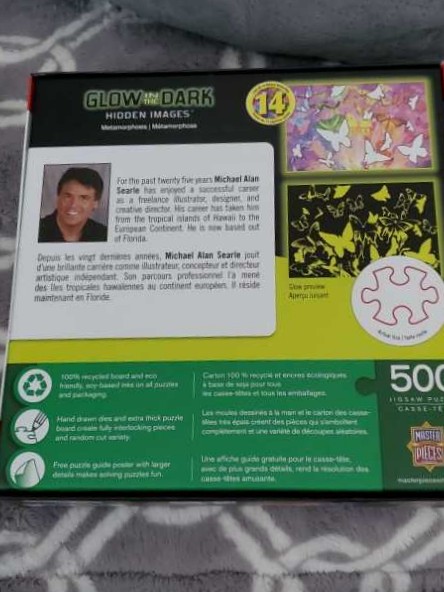 GLOW IN THE DARK
HIDDEN IMAGES
Metamorphosis | Métamorphose
14
For the past twenty five years Michael Alan
Searle has enjoyed a successful career
as a freelance illustrator, designer, and
creative director. His career has taken him
from the tropical islands of Hawaii to the
European Continent. He is now based out
of Florida.
Depuis les vingt dernières années, Michael Alan Searle jouit
d'une brillante carrière comme illustrateur, concepteur et directeur
artistique indépendant. Son parcours professionnel l'a mené
des îles tropicales hawaïennes au continent européen. Il réside
maintenant en Floride.
Glow preview
Aperçu luisant
Actual Size / Taille réelle
100% recycled board and eco
friendly, soy-based inks on all puzzles
and packaging.
Carton 100 % recyclé et encres écologiques
à base de soja pour tous
les casse-têtes et tous les emballages.
Hand drawn dies and extra thick puzzle
board create fully interlocking pieces
and random cut variety.
Les moules dessinés à la main et le carton des casse-
têtes très épais créent des pièces qui s'emboîtent
complètement et une variété de découpes aléatoires.
Free puzzle guide poster with larger
details makes solving puzzles fun.
Une affiche guide gratuite pour le casse-tête,
avec de plus grands détails, rend la résolution des
casse-têtes amusante.
500
JIGSAW PUZ
CASSE-TÊ
MASTER
PIECES
masterpieces